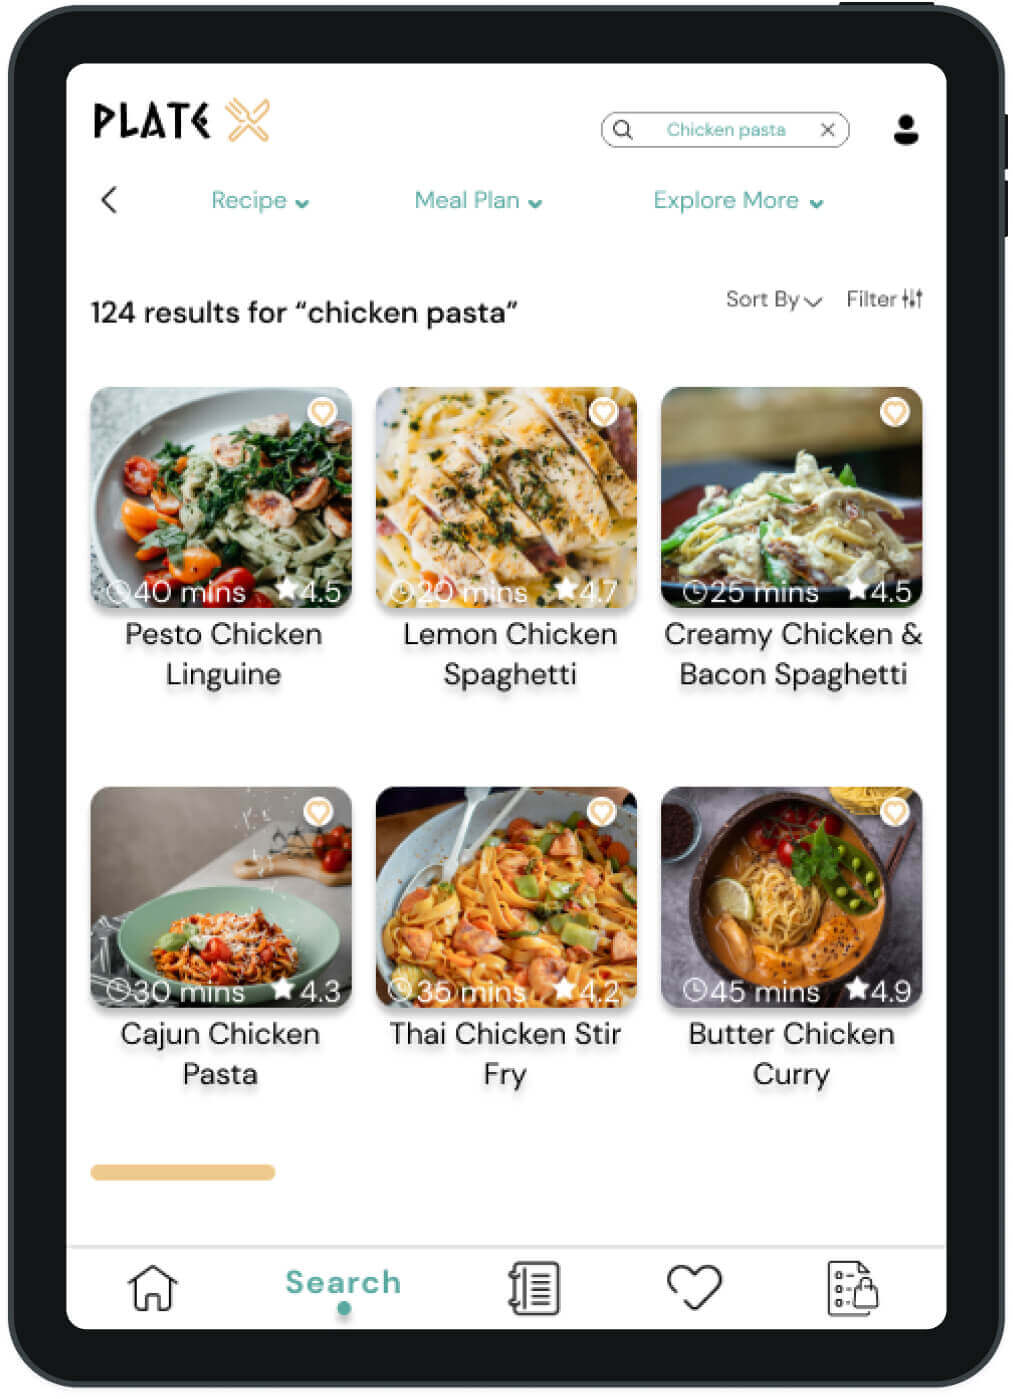 PLATE
Chicken pasta
Recipe
Meal Plan
Explore More
124 results for “chicken pasta”
Sort By
Filter
40 mins
4.5
20 mins
4.7
25 mins
4.5
Pesto Chicken
Linguine
Lemon Chicken
Spaghetti
Creamy Chicken &
Bacon Spaghetti
30 mins
4.3
35 mins
4.2
45 mins
4.9
Cajun Chicken
Pasta
Thai Chicken Stir
Fry
Butter Chicken
Curry
Search